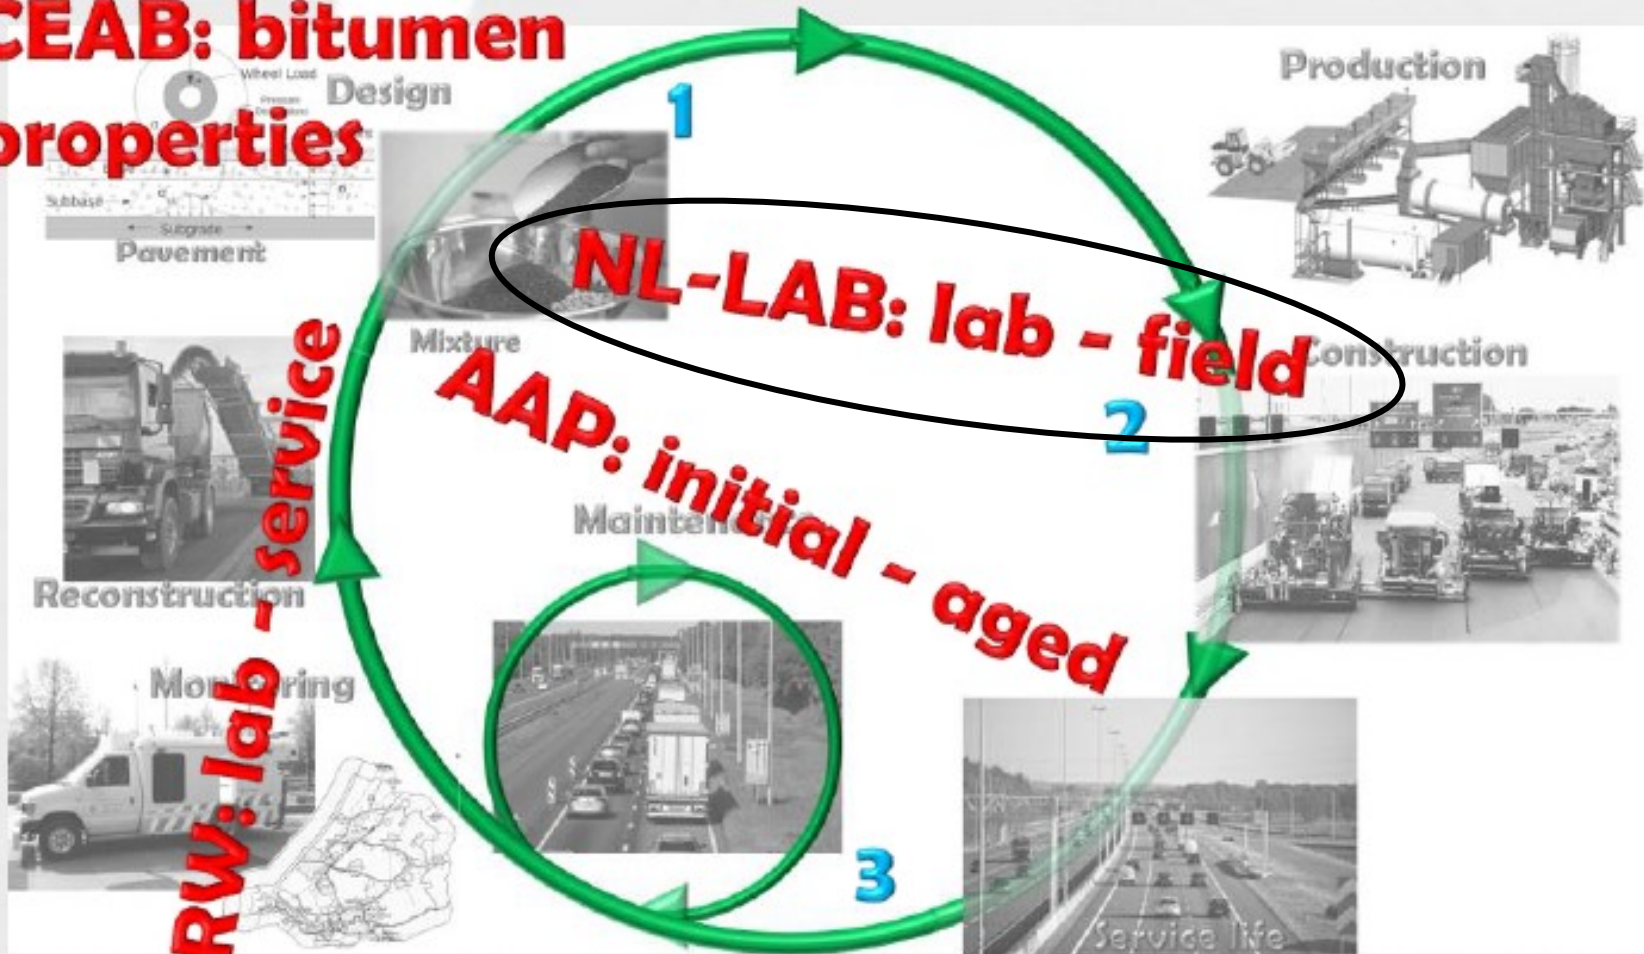 CEAB: bitumen
properties
Wheel Load
Design
Subbase
Subgrade
Pavement
1
Production
Mixture
NL-LAB: lab - field
Construction
2
AAP: initial - aged
RW: lab - service
Reconstruction
Monitoring
3
Service life